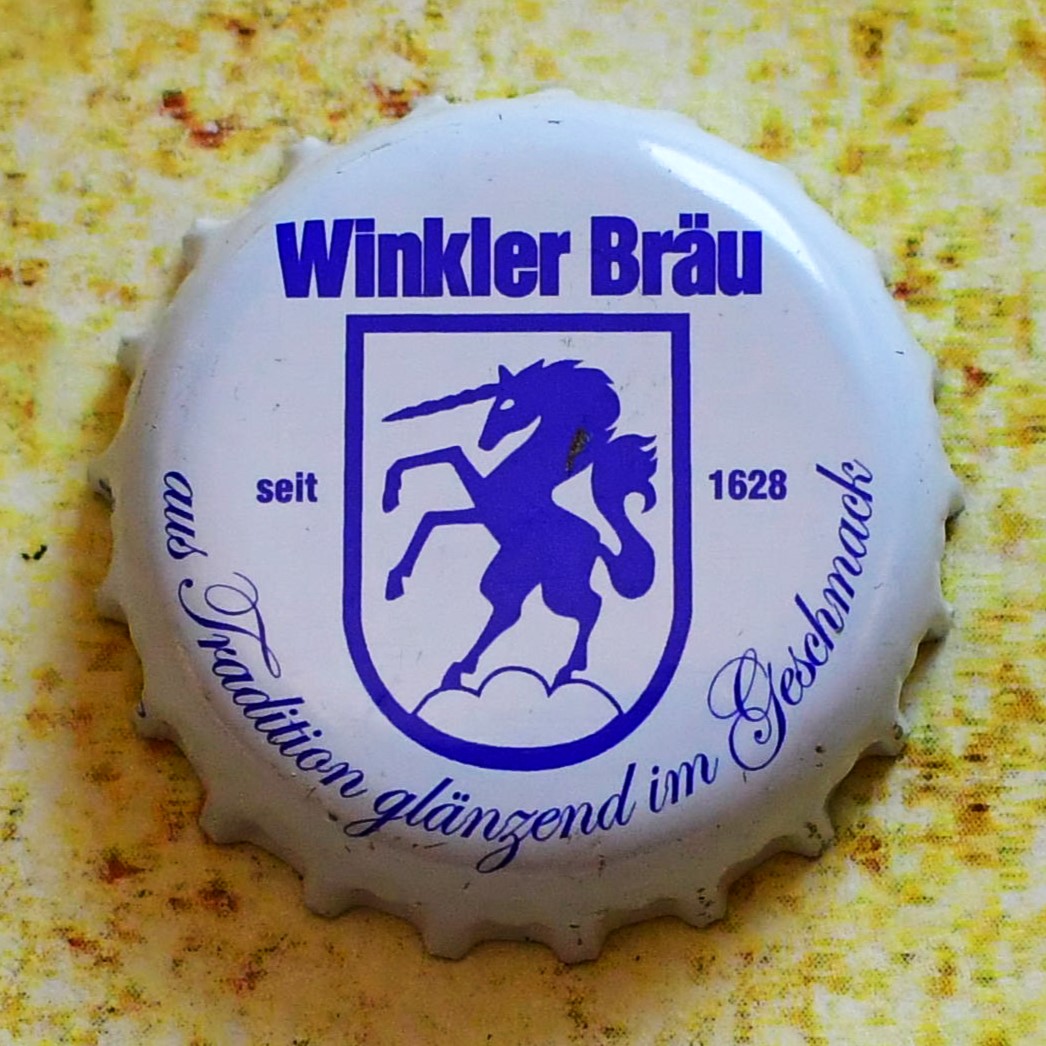 Winkler Bräu
seit 1628
aus Tradition glänzend im Geschmack